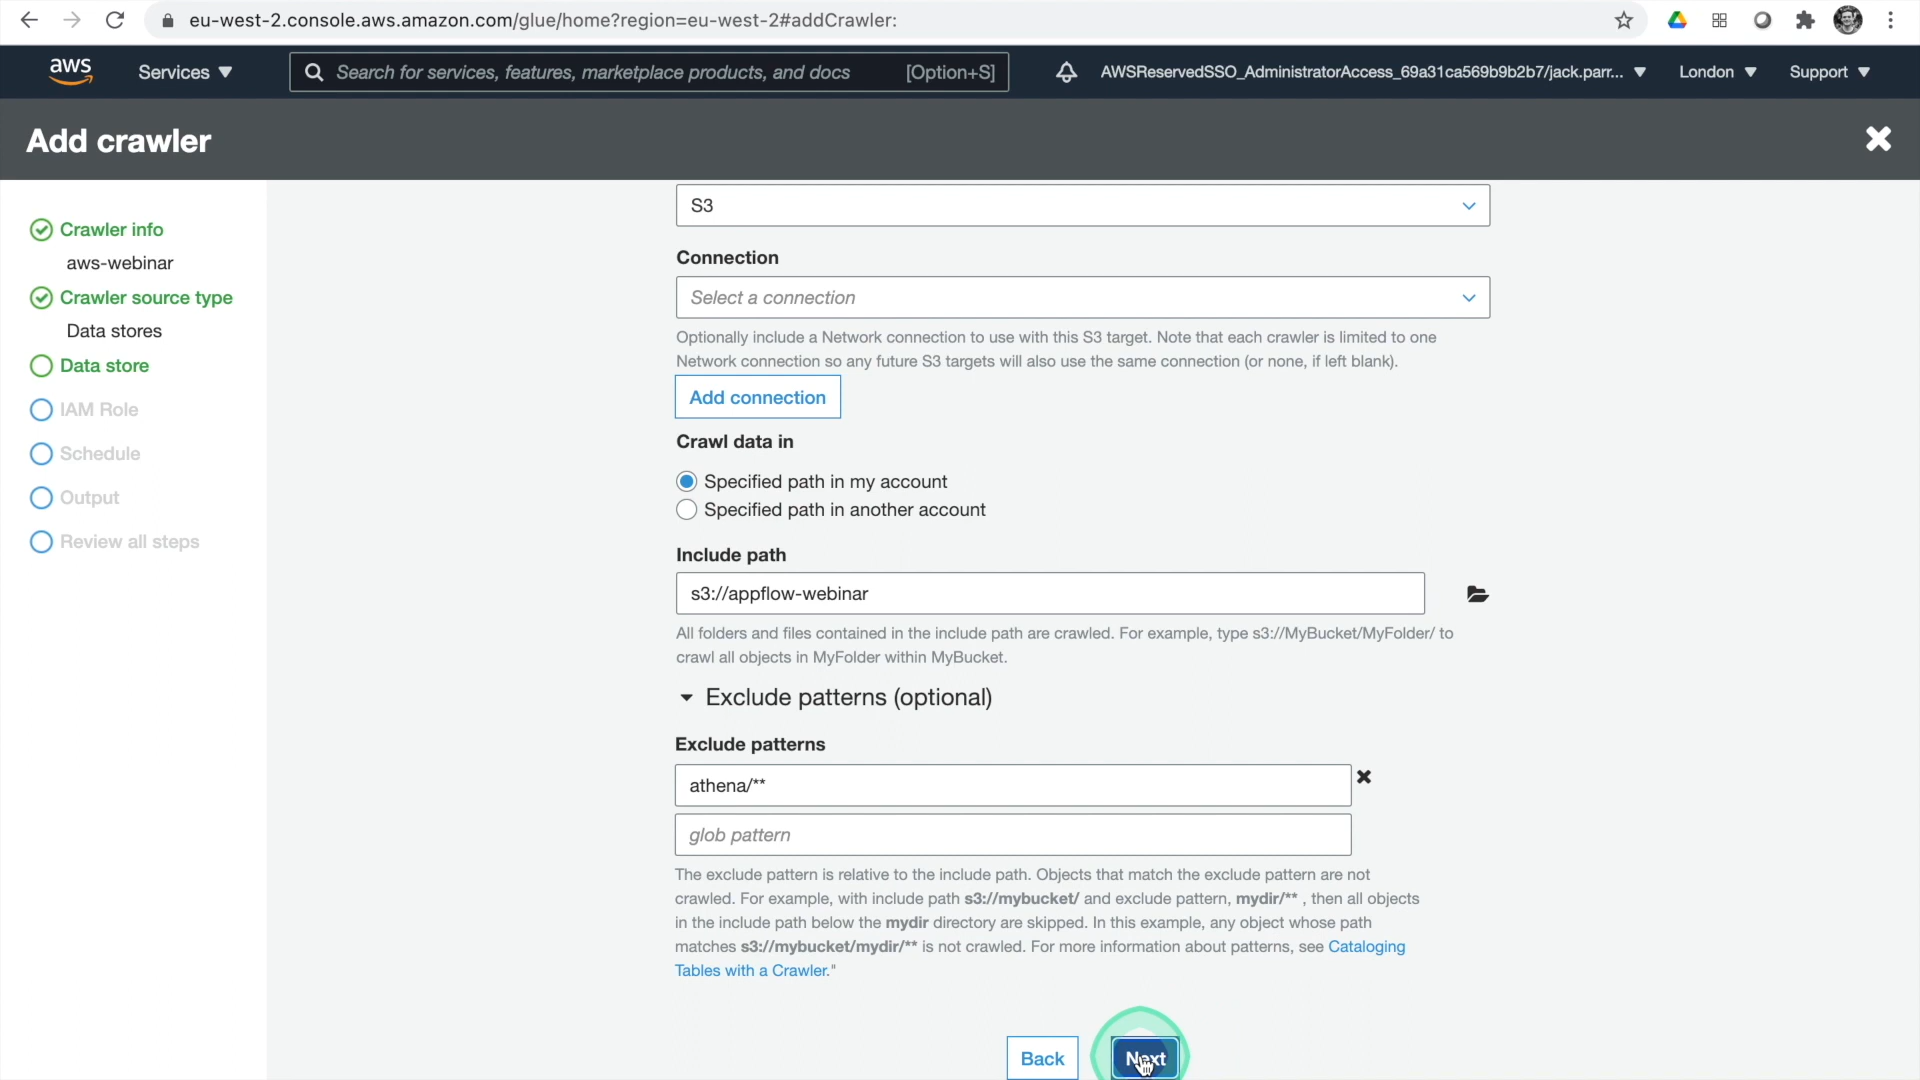 eu-west-2.console.aws.amazon.com/glue/home?region=eu-west-2#addCrawler:
aws
Services
Search for services, features, marketplace products, and docs
[Option+S]
AWSReservedSSO_AdministratorAccess_69a31ca569b9b2b7/jack.parr...
London
Support
Add crawler
Crawler info
aws-webinar
Crawler source type
Data stores
Data store
IAM Role
Schedule
Output
Review all steps
S3
Connection
Select a connection
Optionally include a Network connection to use with this S3 target. Note that each crawler is limited to one
Network connection so any future S3 targets will also use the same connection (or none, if left blank).
Add connection
Crawl data in
Specified path in my account
Specified path in another account
Include path
s3://appflow-webinar
All folders and files contained in the include path are crawled. For example, type s3://MyBucket/MyFolder/ to
crawl all objects in MyFolder within MyBucket.
Exclude patterns (optional)
Exclude patterns
athena/**
glob pattern
The exclude pattern is relative to the include path. Objects that match the exclude pattern are not
crawled. For example, with include path s3://mybucket/ and exclude pattern, mydir/** , then all objects
in the include path below the mydir directory are skipped. In this example, any object whose path
matches s3://mybucket/mydir/** is not crawled. For more information about patterns, see Cataloging
Tables with a Crawler."
Back
Next